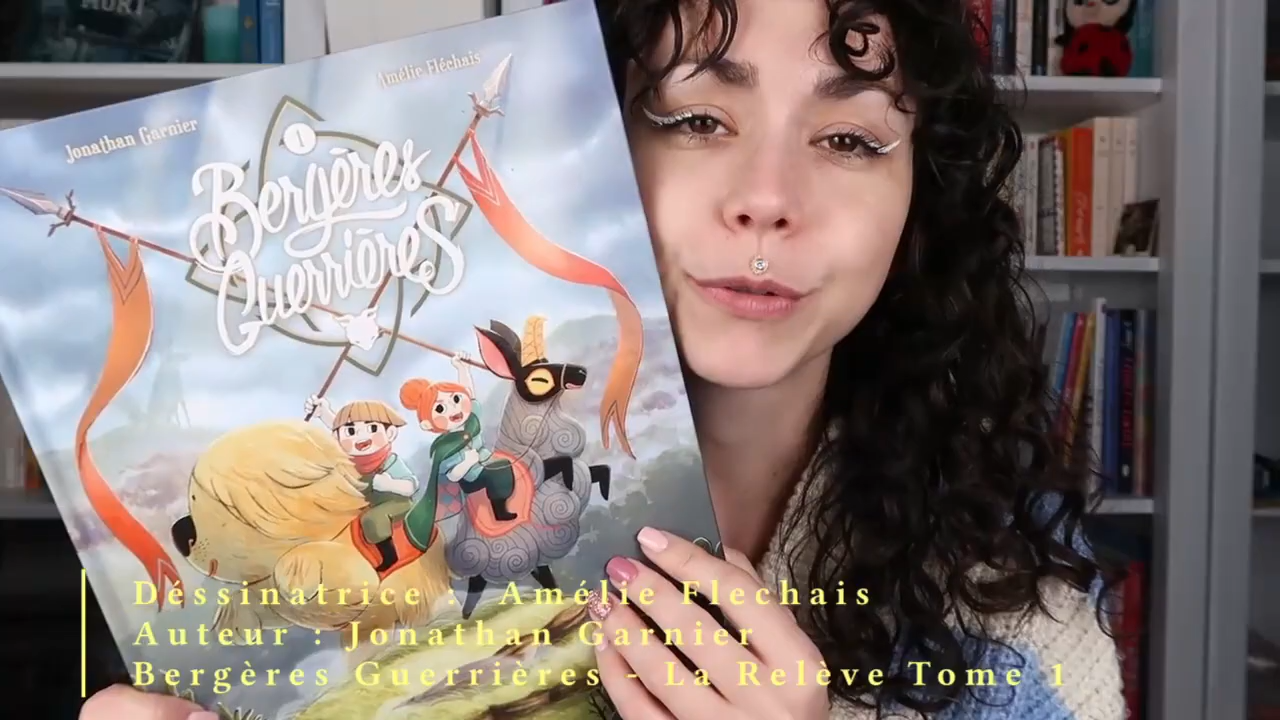 Amélie Fléchais
Jonathan Garnier
1
Bergères
Guerrières
Déssinatrice : Amélie Flechais
Auteur : Jonathan Garnier
Bergères Guerrières - La Relève Tome 1